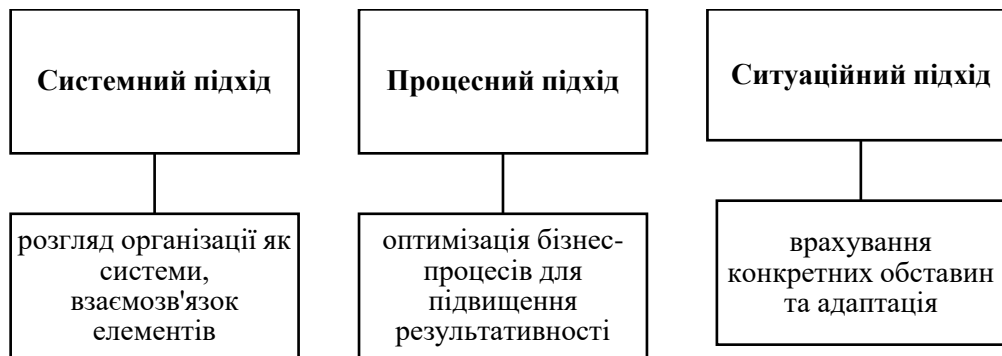 Системний підхід
Процесний підхід
Ситуаційний підхід
розгляд організації як
системи,
взаємозв'язок
елементів
оптимізація бізнес-
процесів для
підвищення
результативності
врахування
конкретних обставин
та адаптація